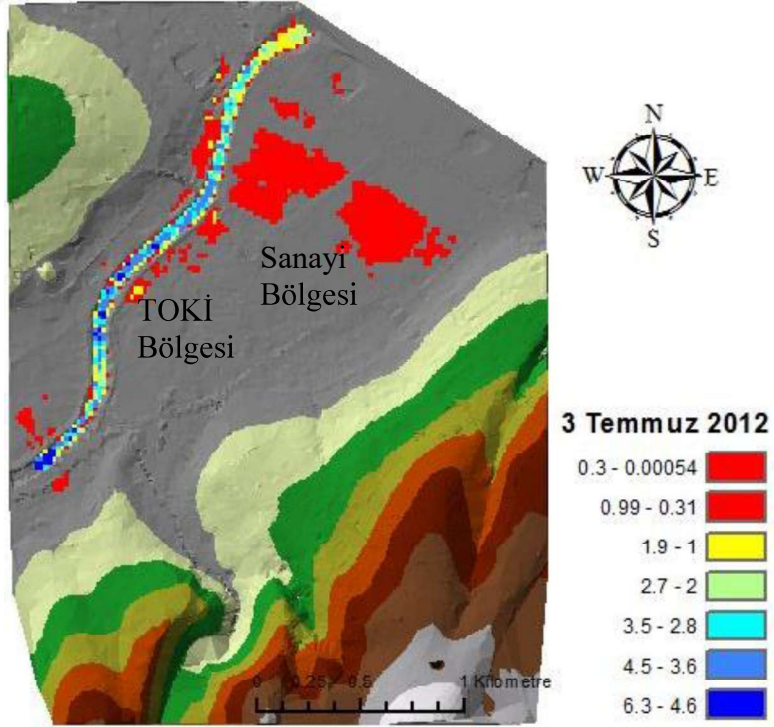 N
W E
S
Sanayi
Bölgesi
TOKİ
Bölgesi
3 Temmuz 2012
0.3 - 0.00054
0.99 - 0.31
1.9 - 1
2.7 - 2
3.5 - 2.8
4.5 - 3.6
6.3 - 4.6
0 0.25 0.5 1 Kilometre